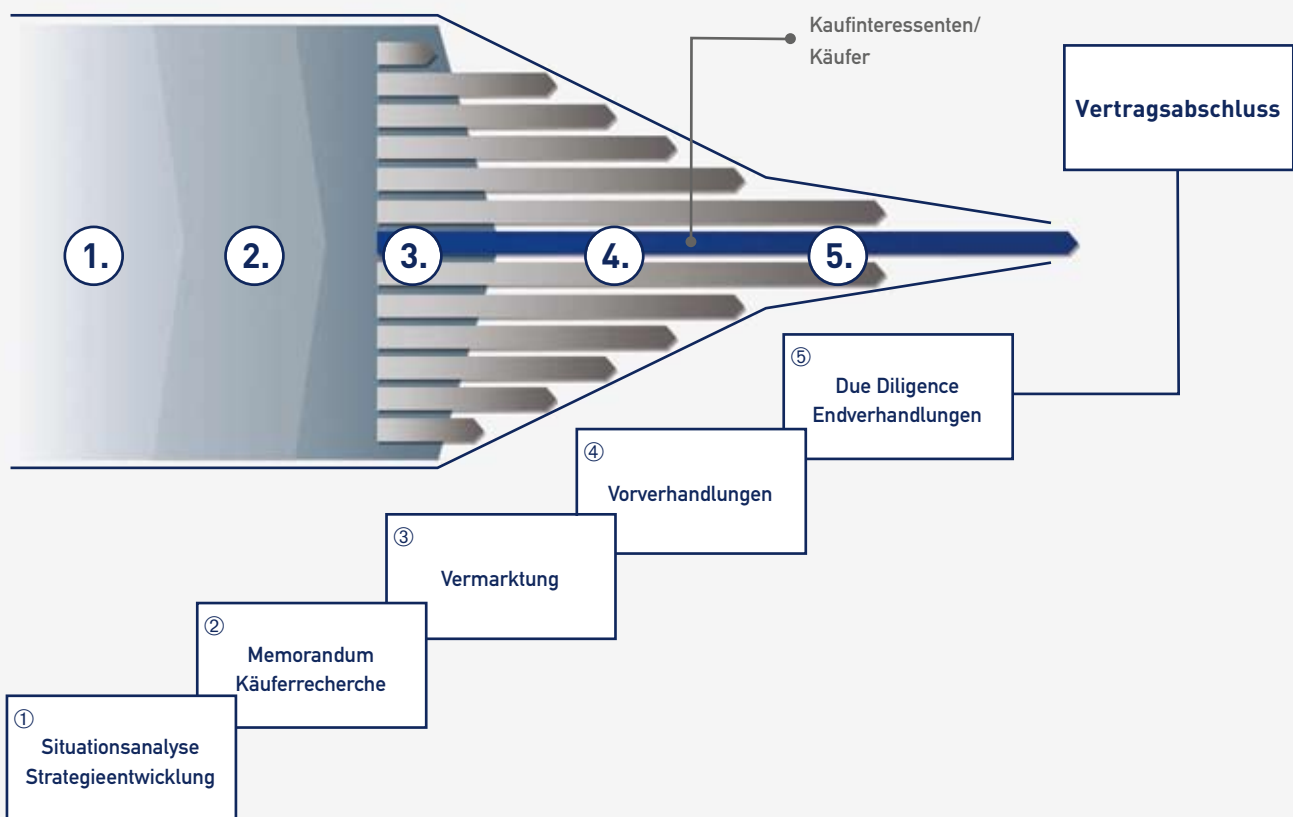 Kaufinteressenten/
Käufer
Vertragsabschluss
1.
2.
3.
4.
5.
⑤
Due Diligence
Endverhandlungen
④
Vorverhandlungen
③
Vermarktung
②
Memorandum
Käuferrecherche
①
Situationsanalyse
Strategieentwicklung